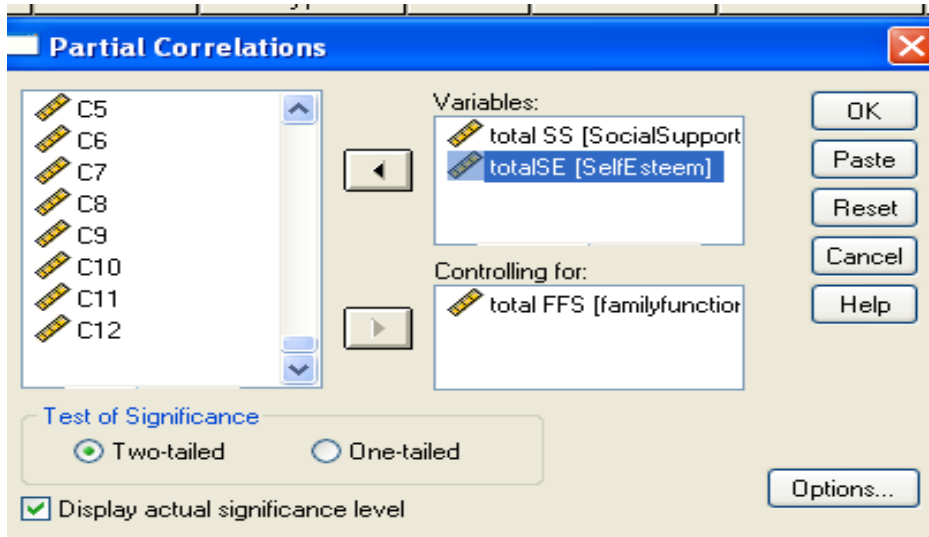 Partial Correlations
C5
C6
C7
C8
C9
C10
C11
C12
Variables:
total SS [SocialSupport
totalSE [SelfEsteem]
Controlling for:
total FFS [familyfunction
OK
Paste
Reset
Cancel
Help
Test of Significance
Two-tailed
One-tailed
Display actual significance level
Options...